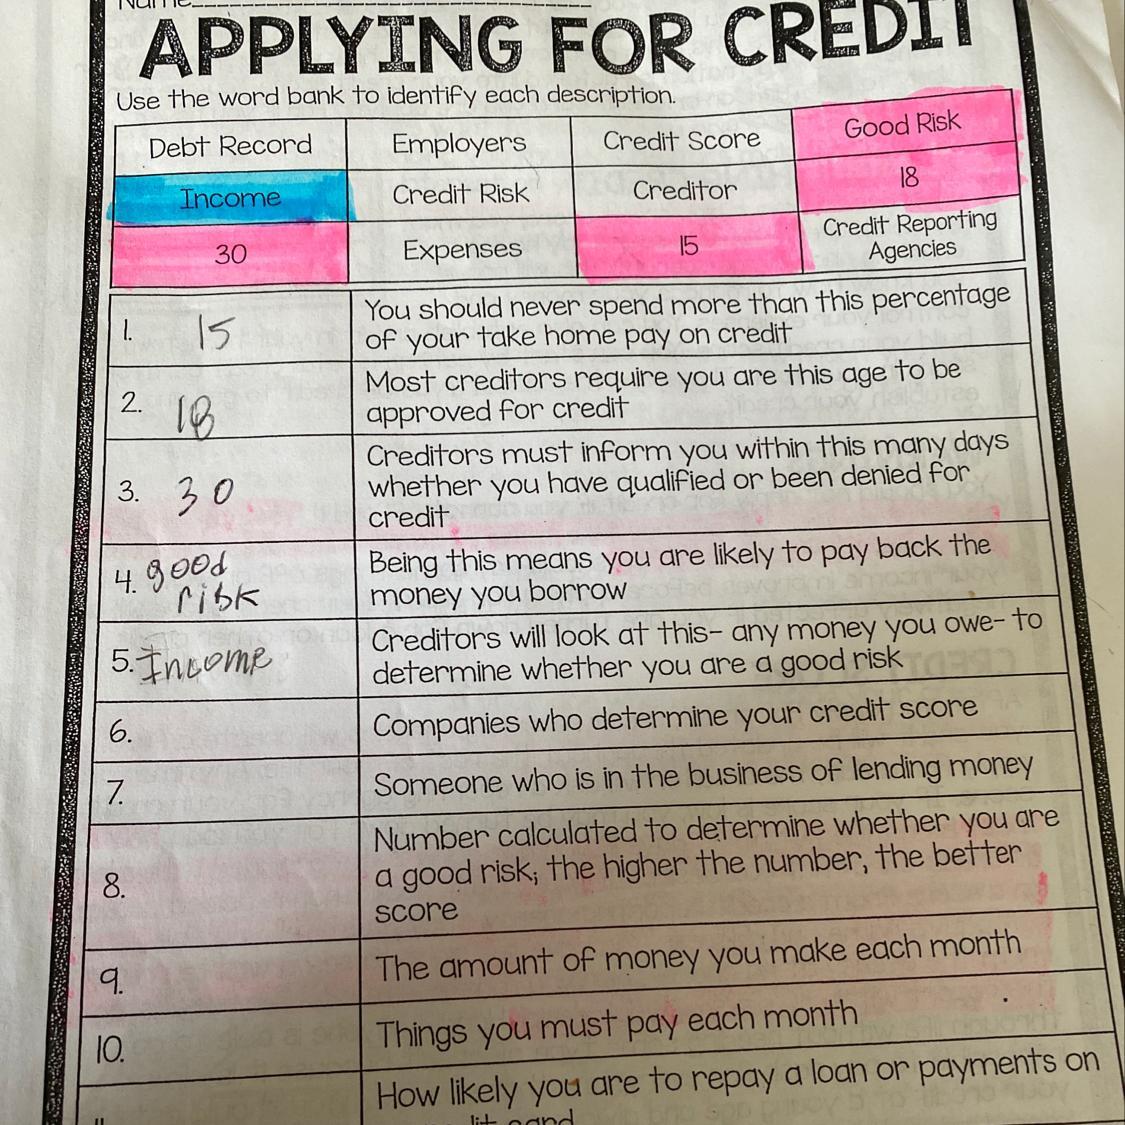 Name
APPLYING FOR CREDIT
Use the word bank to identify each description.
Debt Record Employers Credit Score Good Risk
Income Credit Risk Creditor 18
30 Expenses 15 Credit Reporting
Agencies
1. 15 You should never spend more than this percentage
of your take home pay on credit
2. 18 Most creditors require you are this age to be
approved for credit
3. 30 Creditors must inform you within this many days
whether you have qualified or been denied for
credit
4. good
risk
Being this means you are likely to pay back the
money you borrow
5. Income Creditors will look at this- any money you owe- to
determine whether you are a good risk
6. Companies who determine your credit score
7. Someone who is in the business of lending money
8. Number calculated to determine whether you are
a good risk; the higher the number, the better
score
9. The amount of money you make each month
10. Things you must pay each month
How likely you are to repay a loan or payments on
card